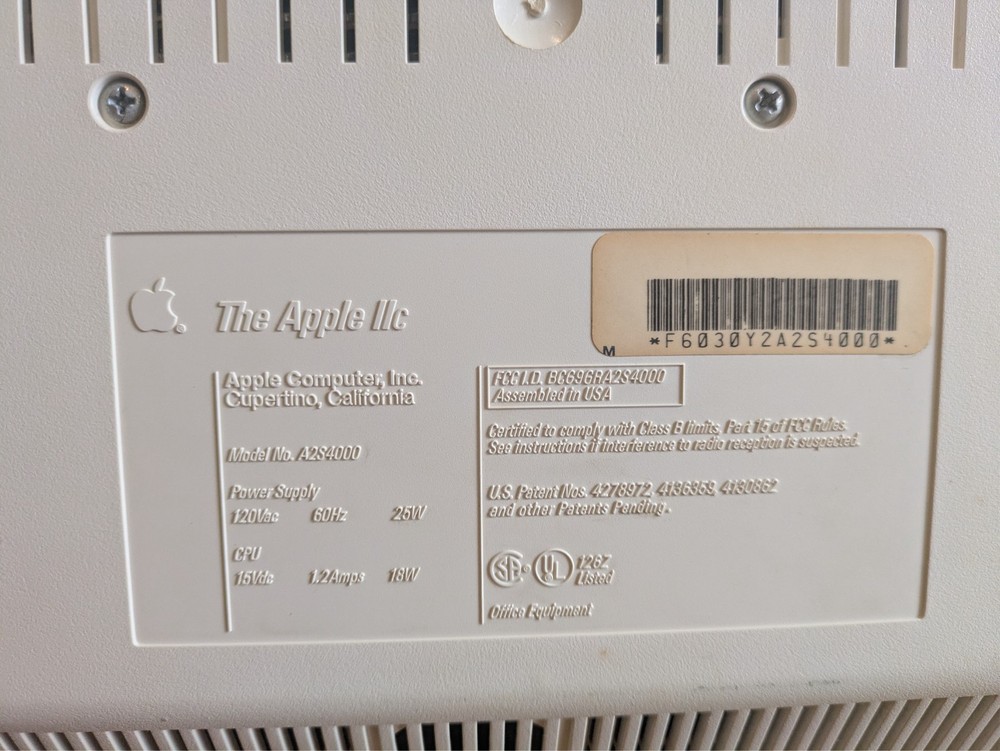 The Apple IIc
*F6030Y2A2S4000*
M
Apple Computer, Inc.
Cupertino, California
Model No. A2S4000
Power Supply
120Vac 60Hz 25W
CPU
15Vdc 1.2Amps 18W
FCC I.D. BCG9GRA2S4000
Assembled in USA
Certified to comply with Class B limits, Part 15 of FCC Rules.
See instructions if interference to radio reception is suspected.
U.S. Patent Nos. 4278972, 4136359, 4130862
and other Patents Pending.
SA UL 126Z
Listed
Office Equipment